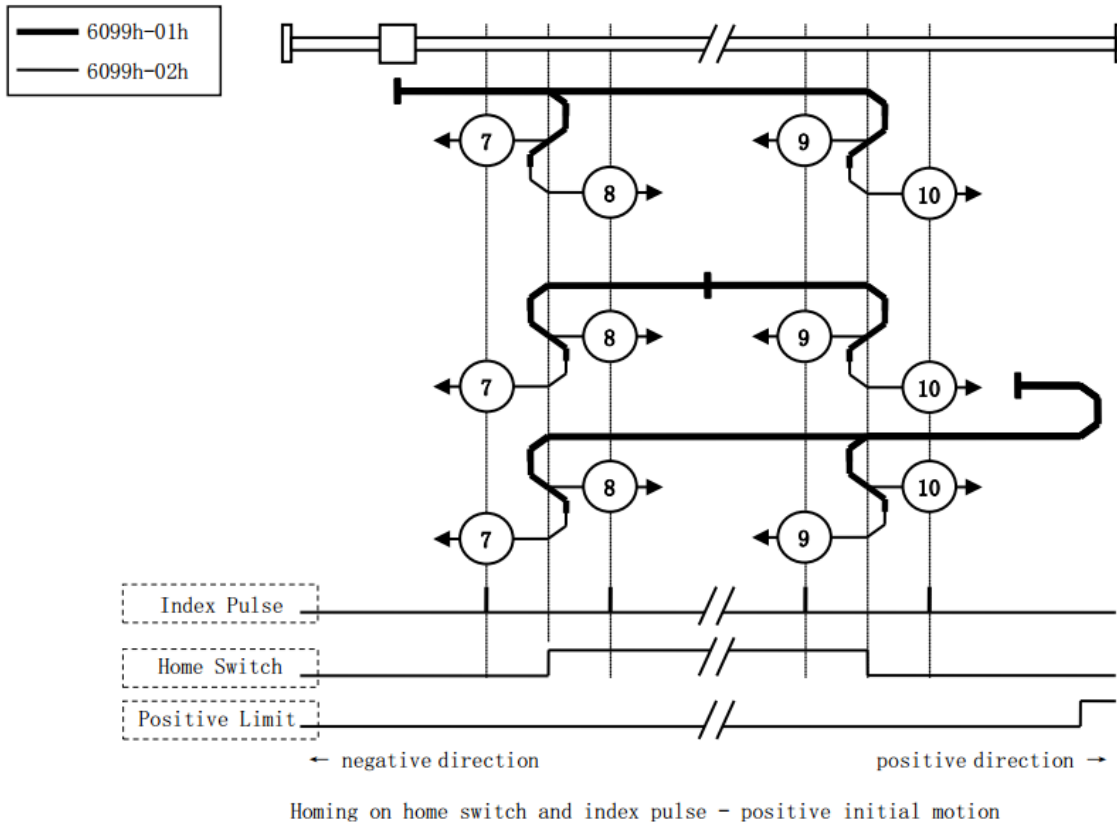 6099h-01h
6099h-02h
7
9
8
10
8
9
7
10
8
10
7
9
Index Pulse
Home Switch
Positive Limit
← negative direction
positive direction →
Homing on home switch and index pulse - positive initial motion